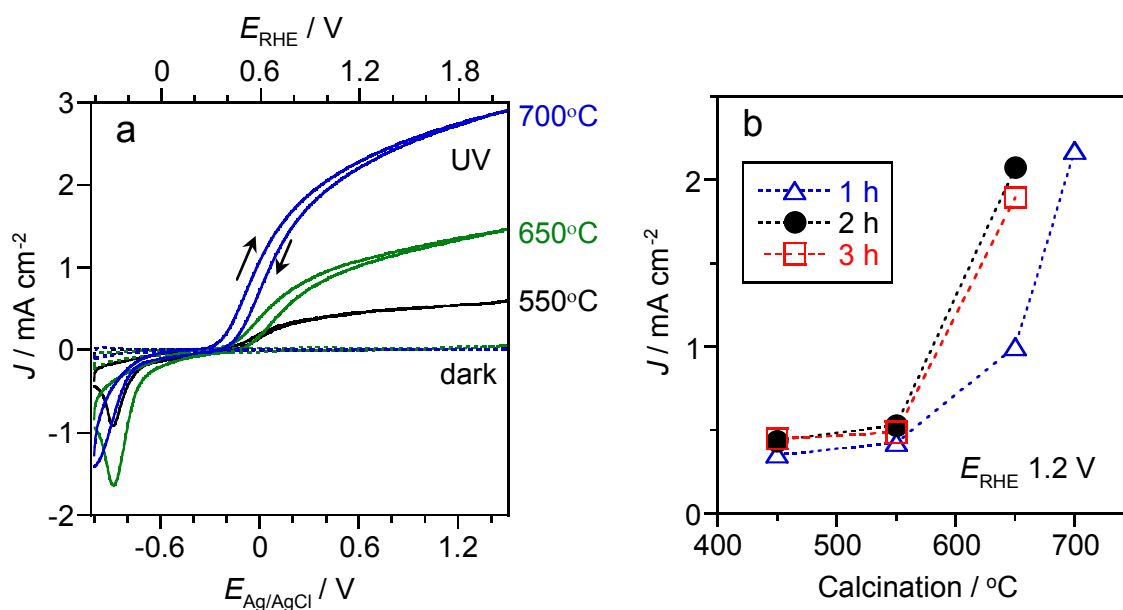 E_RHE / V
0 0.6 1.2 1.8
a
3
2
1
0
-1
-2
J / mA cm⁻²
UV
dark
700°C
650°C
550°C
-0.6 0 0.6 1.2
E_Ag/AgCl / V
b
2
1
0
J / mA cm⁻²
1 h
2 h
3 h
E_RHE 1.2 V
400 500 600 700
Calcination / °C